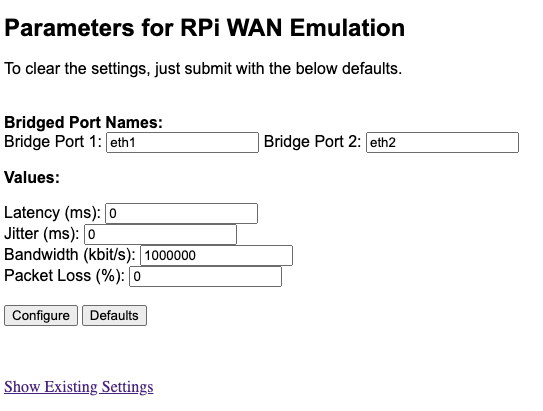 Parameters for RPi WAN Emulation
To clear the settings, just submit with the below defaults.
Bridged Port Names:
Bridge Port 1: eth1 Bridge Port 2: eth2
Values:
Latency (ms): 0
Jitter (ms): 0
Bandwidth (kbit/s): 1000000
Packet Loss (%): 0
Configure Defaults
Show Existing Settings